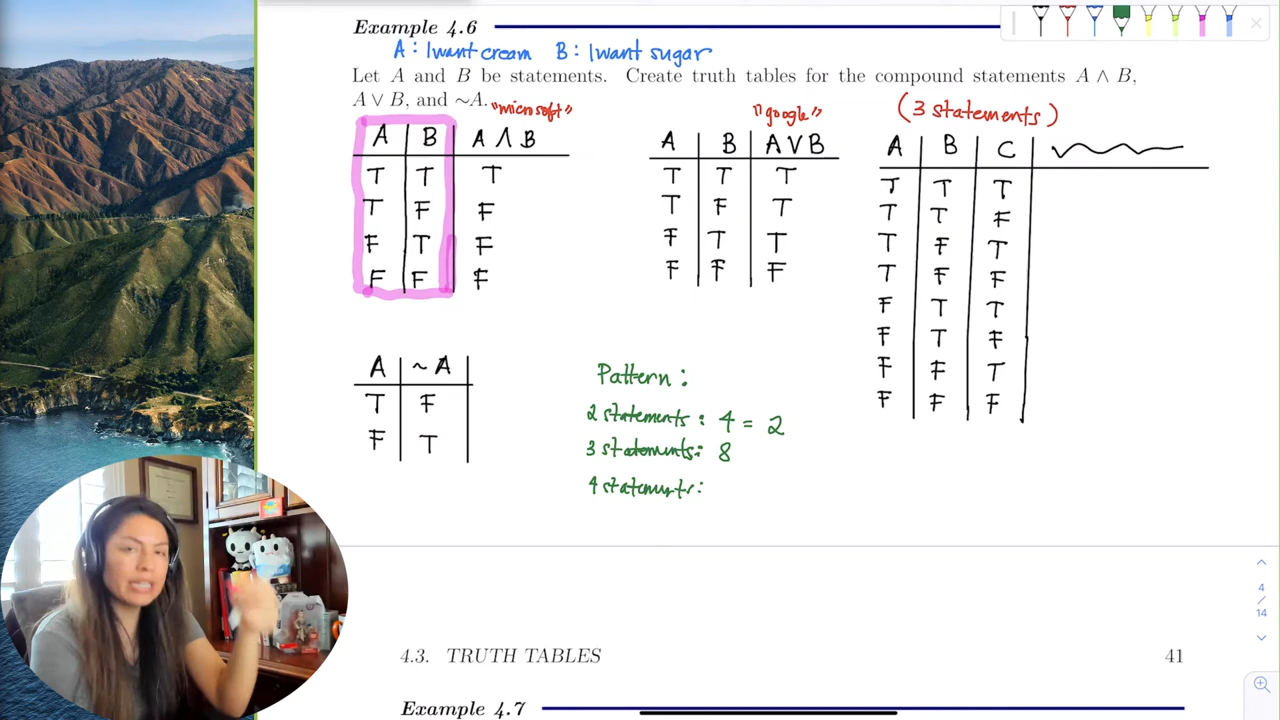 Example 4.6
A: I want cream B: I want sugar
Let A and B be statements. Create truth tables for the compound statements A ∧ B,
A ∨ B, and ∼A.
"microsoft"
A B A ∧ B
T T T
T F F
F T F
F F F
"google"
A B A ∨ B
T T T
T F T
F T T
F F F
(3 statements)
A B C
T T T
T T F
T F T
T F F
F T T
F T F
F F T
F F F
A ~A
T F
F T
Pattern:
2 statements: 4 = 2
3 statements: 8
4 statements:
4
/
14
4.3. TRUTH TABLES 41
Example 4.7